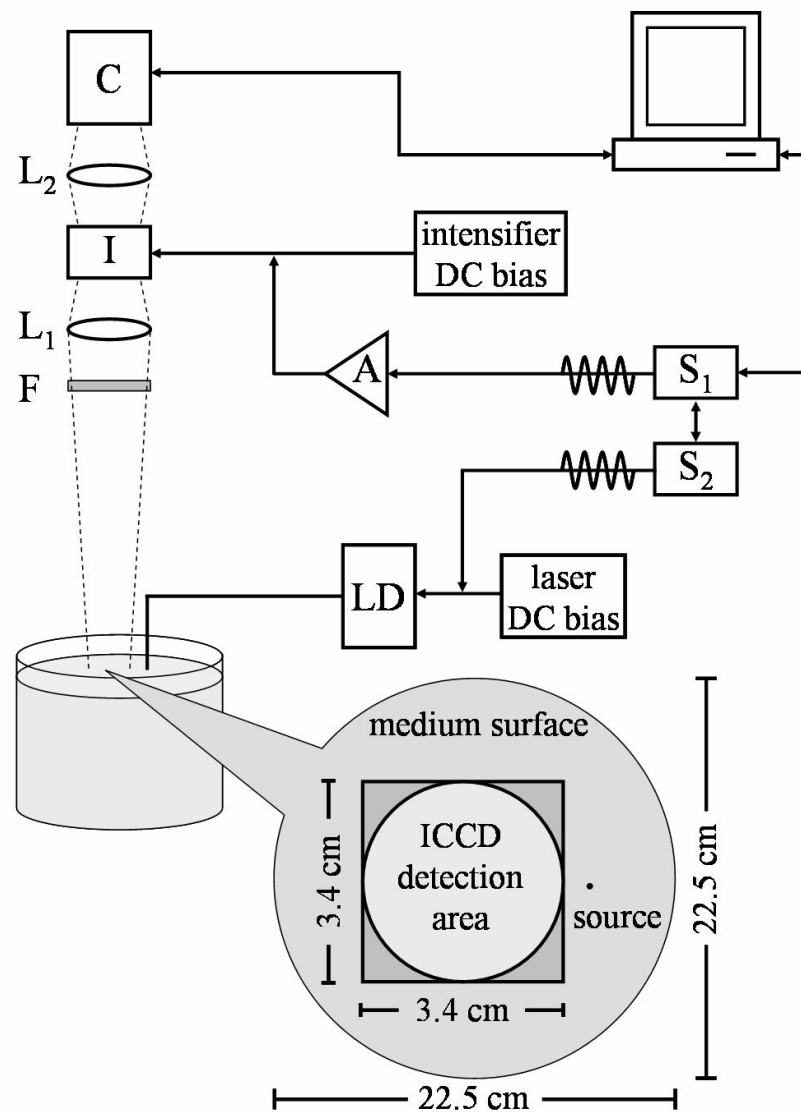 C
L₂
I
intensifier
DC bias
L₁
F
A
S₁
S₂
LD
laser
DC bias
medium surface
ICCD
detection
area
source
3.4 cm
3.4 cm
22.5 cm
22.5 cm